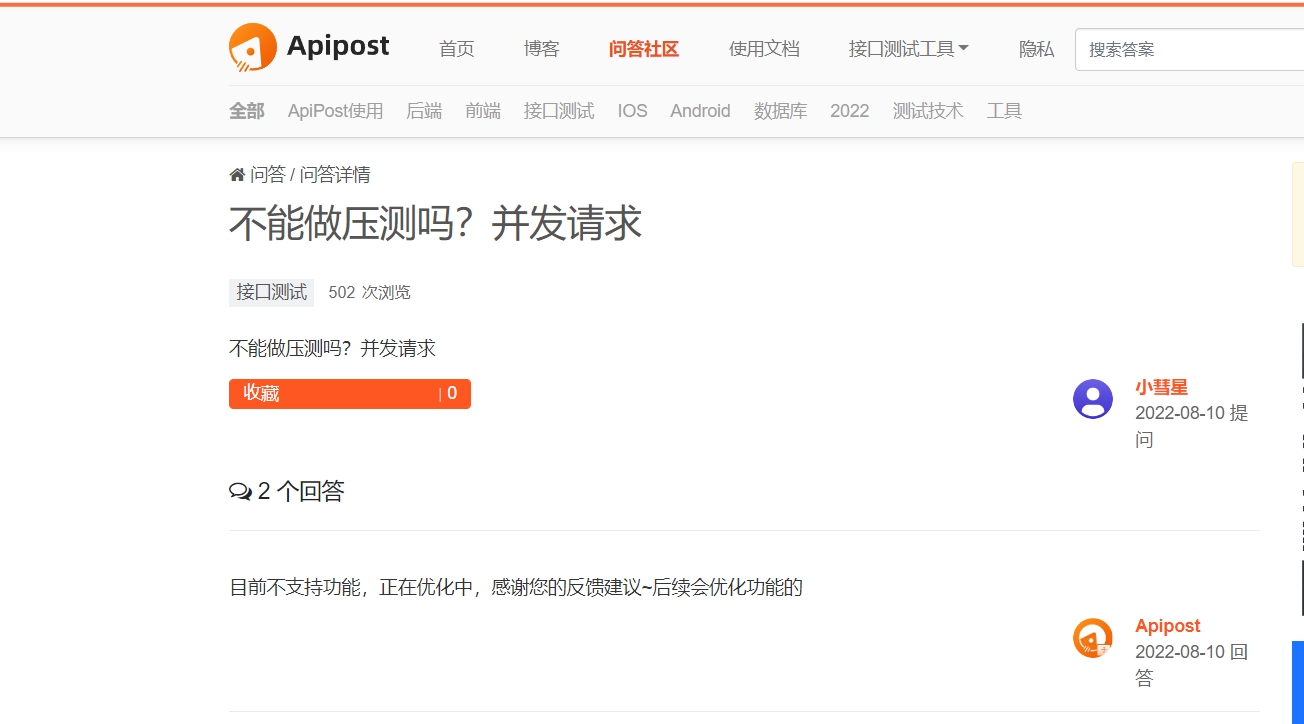 Apipost 首页 博客 问答社区 使用文档 接口测试工具 隐私 搜索答案
全部 ApiPost使用 后端 前端 接口测试 IOS Android 数据库 2022 测试技术 工具
问答 / 问答详情
不能做压测吗？并发请求
接口测试 502 次浏览
不能做压测吗？并发请求
收藏 | 0
小彗星
2022-08-10 提
问
2 个回答
目前不支持功能，正在优化中，感谢您的反馈建议~后续会优化功能的
Apipost
2022-08-10 回
答